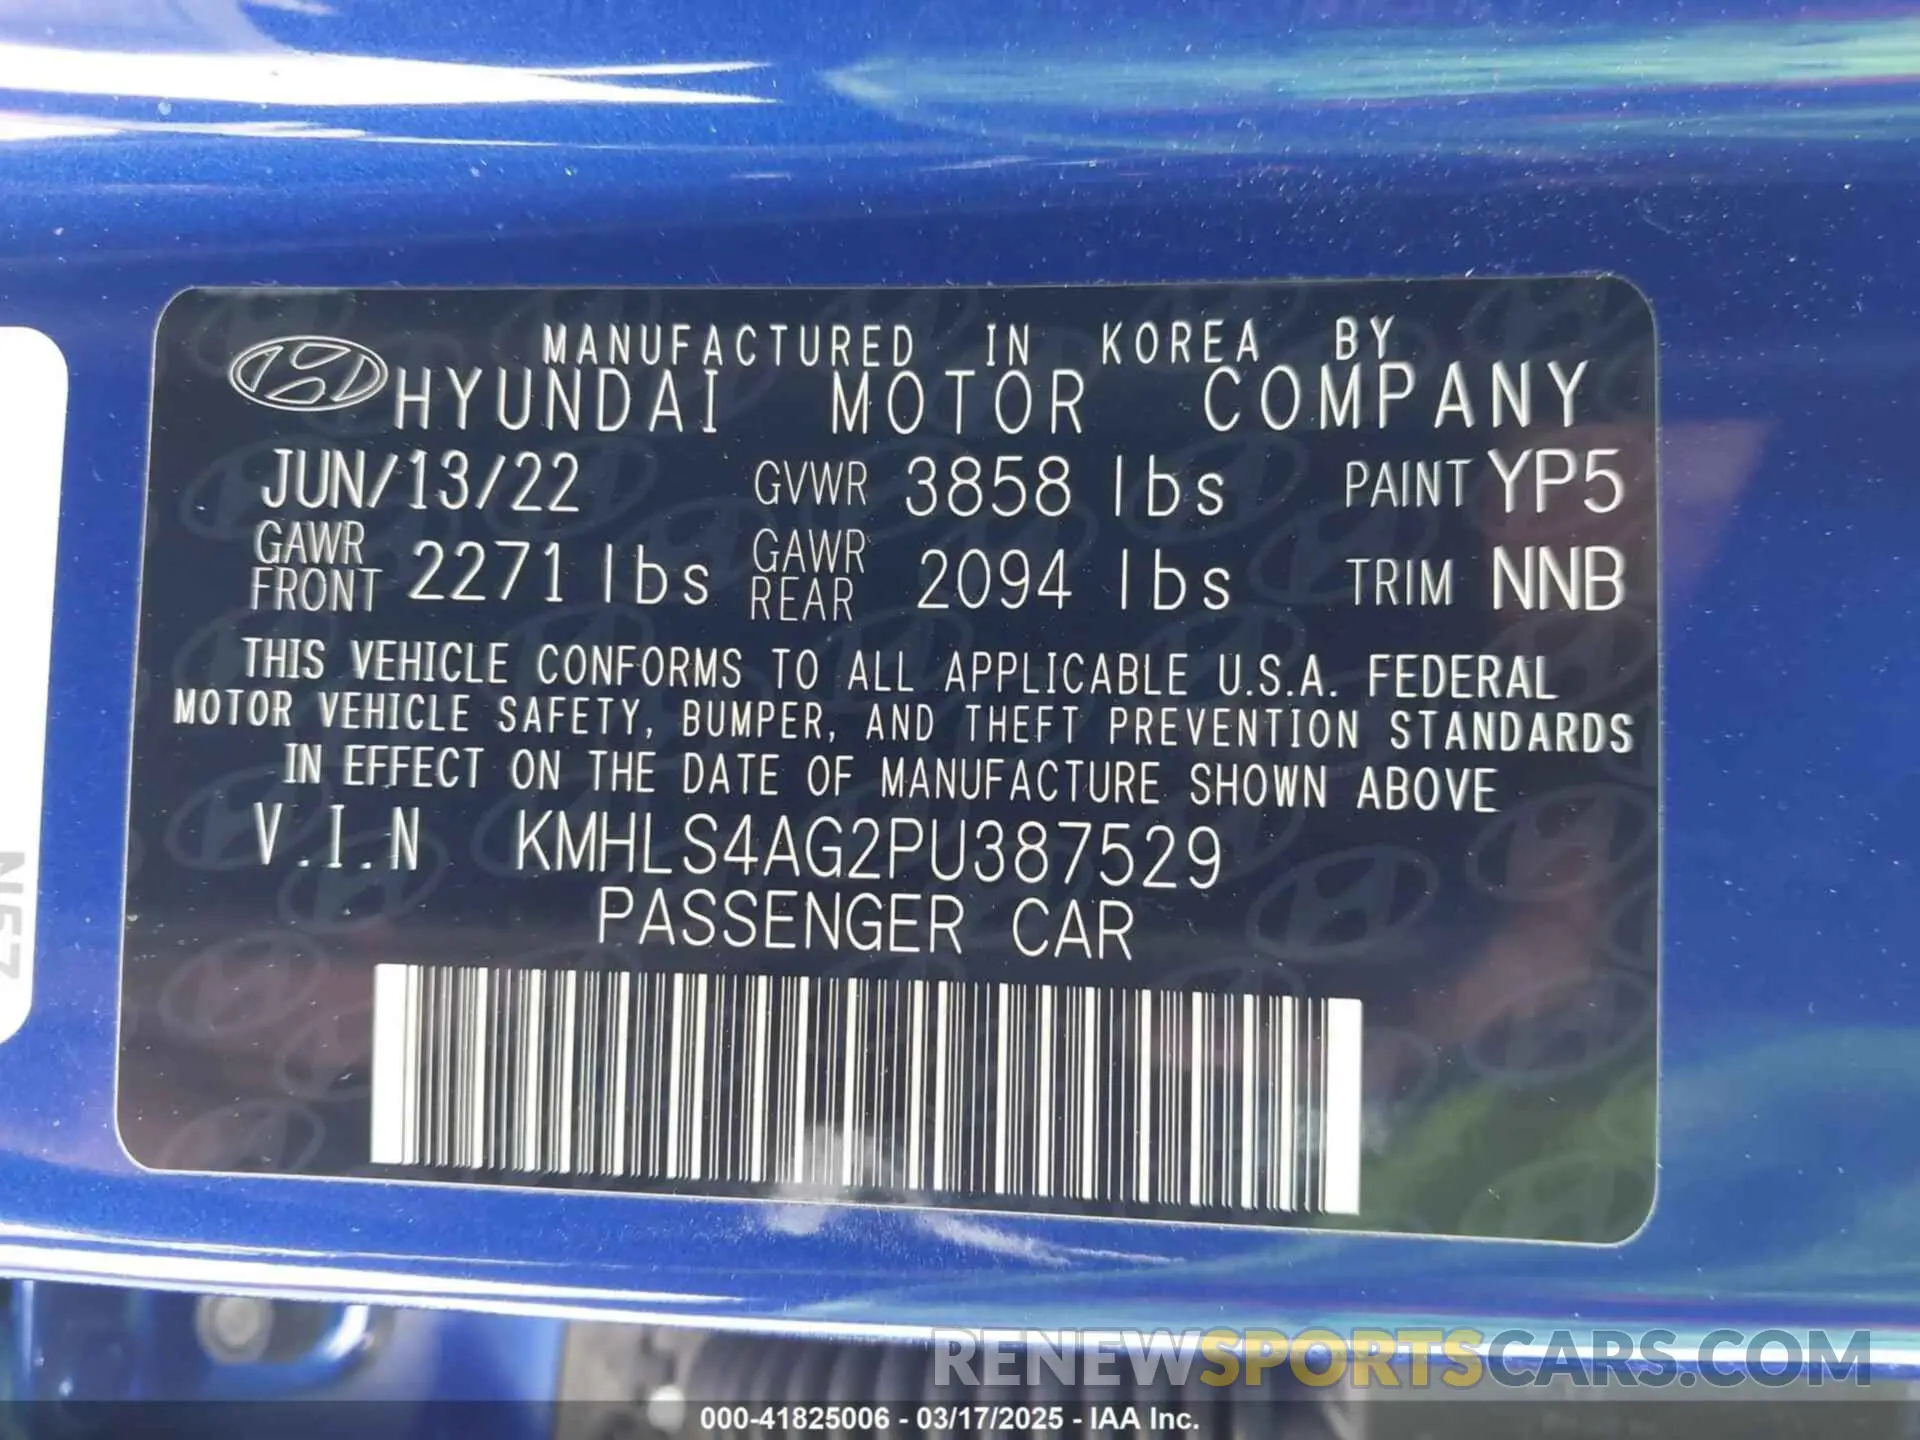 MANUFACTURED IN KOREA BY
HYUNDAI MOTOR COMPANY
JUN/13/22 GVWR 3858 lbs PAINT YP5
GAWR FRONT 2271 lbs GAWR REAR 2094 lbs TRIM NNB
THIS VEHICLE CONFORMS TO ALL APPLICABLE U.S.A. FEDERAL
MOTOR VEHICLE SAFETY, BUMPER, AND THEFT PREVENTION STANDARDS
IN EFFECT ON THE DATE OF MANUFACTURE SHOWN ABOVE
V.I.N KMHLS4AG2PU387529
PASSENGER CAR
N57
RENEWSPORTSCARS.COM
000-41825006 - 03/17/2025 - IAA Inc.